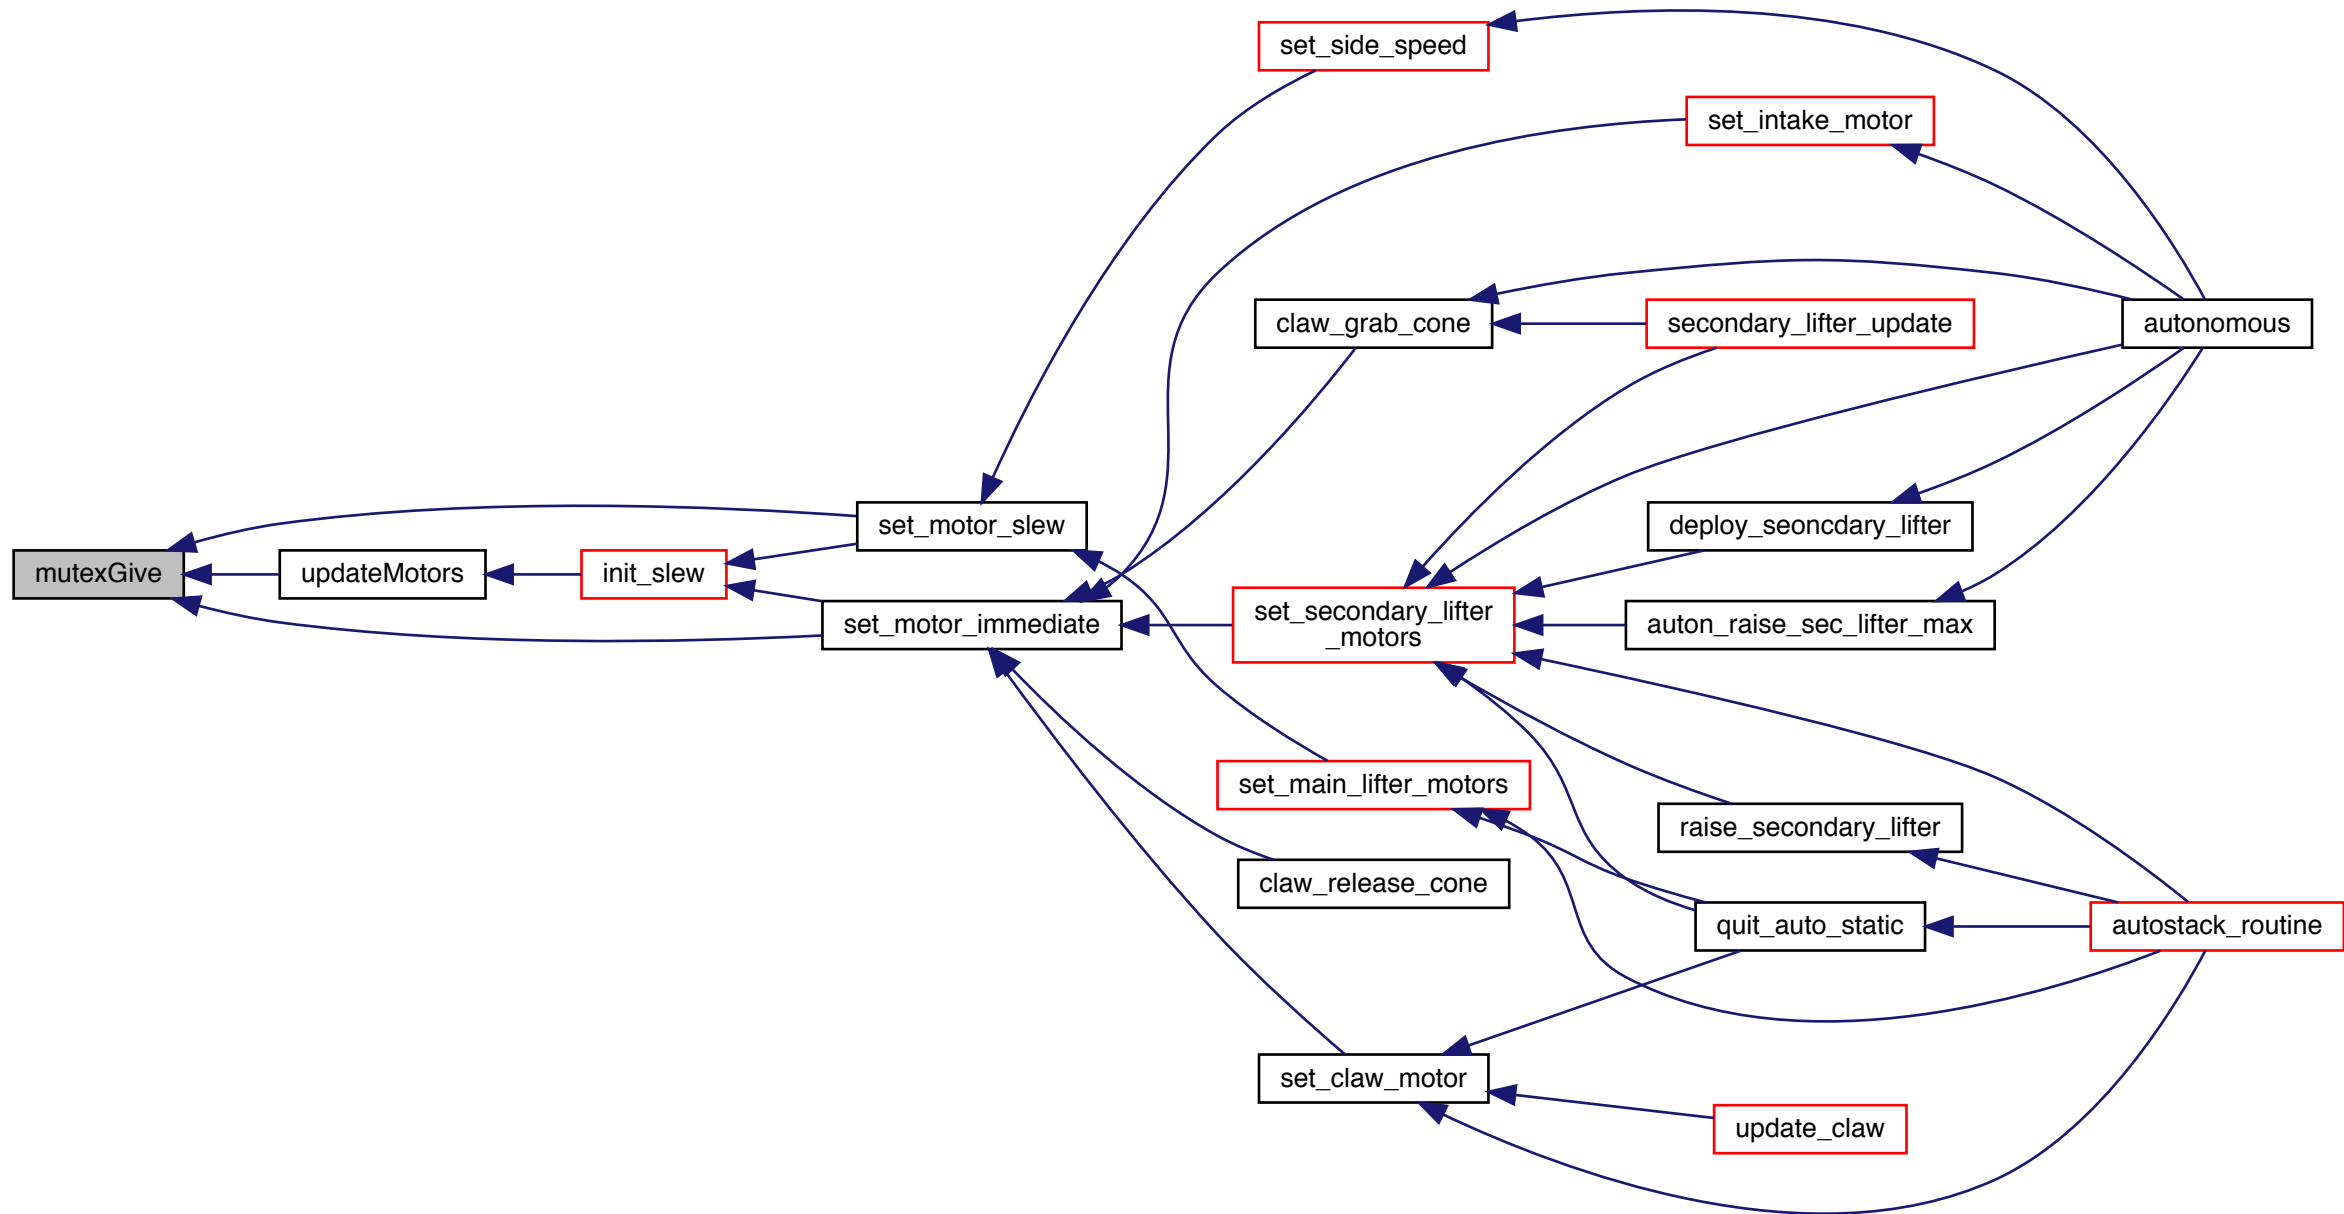 set_side_speed
set_intake_motor
claw_grab_cone
secondary_lifter_update
autonomous
set_motor_slew
deploy_seoncdary_lifter
mutexGive
updateMotors
init_slew
set_motor_immediate
set_secondary_lifter
_motors
auton_raise_sec_lifter_max
set_main_lifter_motors
raise_secondary_lifter
claw_release_cone
quit_auto_static
autostack_routine
set_claw_motor
update_claw